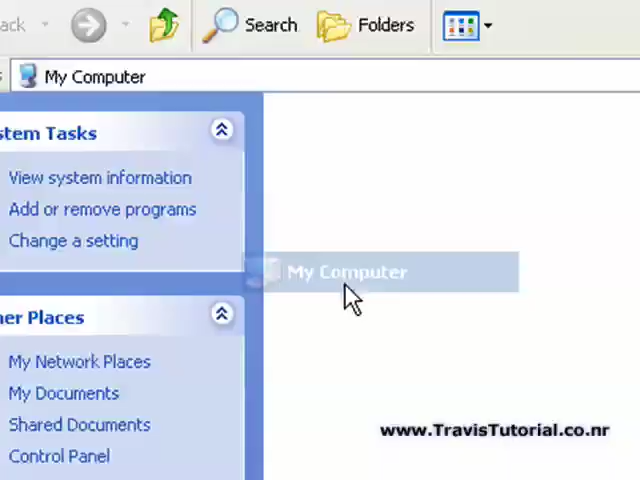 ack Search Folders
My Computer
stem Tasks
View system information
Add or remove programs
Change a setting
My Computer
her Places
My Network Places
My Documents
Shared Documents
Control Panel
www.TravisTutorial.co.nr